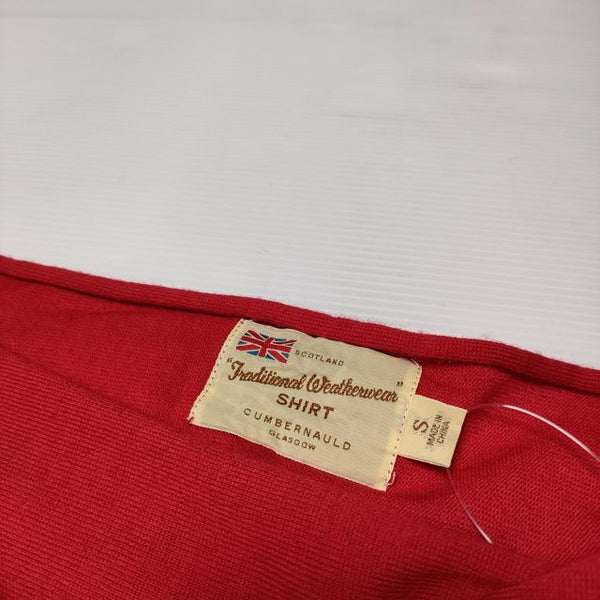 SCOTLAND
"Traditional Weatherwear"
SHIRT
CUMBERNAULD
GLASGOW
S
MADE IN
CHINA